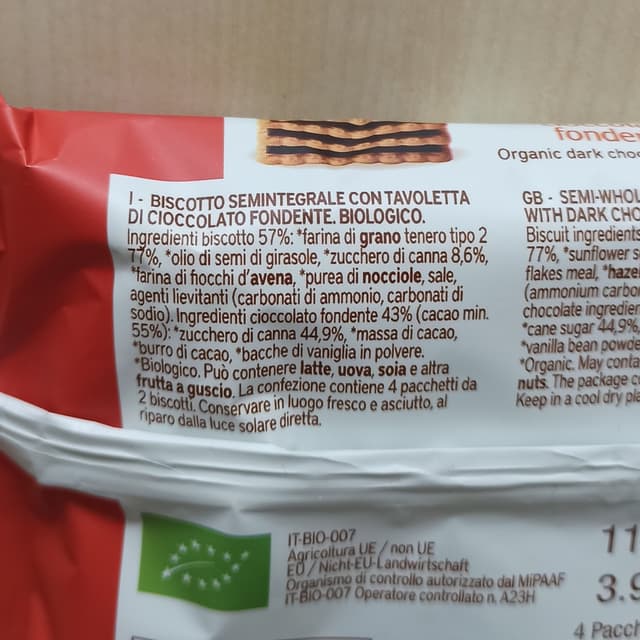 fonde
Organic dark choc
I - BISCOTTO SEMINTEGRALE CON TAVOLETTA
DI CIOCCOLATO FONDENTE. BIOLOGICO.
Ingredienti biscotto 57%: *farina di grano tenero tipo 2
77%, *olio di semi di girasole, *zucchero di canna 8,6%,
*farina di fiocchi d'avena, *purea di nocciole, sale,
agenti lievitanti (carbonati di ammonio, carbonati di
sodio). Ingredienti cioccolato fondente 43% (cacao min.
55%): *zucchero di canna 44,9%, *massa di cacao,
*burro di cacao, *bacche di vaniglia in polvere.
*Biologico. Può contenere latte, uova, soia e altra
frutta a guscio. La confezione contiene 4 pacchetti da
2 biscotti. Conservare in luogo fresco e asciutto, al
riparo dalla luce solare diretta.
GB - SEMI-WHOL
WITH DARK CHO
Biscuit ingredients
77%, *sunflower se
flakes meal, *haze
(ammonium carbo
chocolate ingredien
*cane sugar 44,9%
*vanilla bean powde
*Organic. May conta
nuts. The package c
Keep in a cool dry pla
IT-BIO-007
Agricoltura UE / non UE
EU / Nicht-EU-Landwirtschaft
Organismo di controllo autorizzato dal MiPAAF
IT-BIO-007 Operatore controllato n. A23H
11
3.9
4 Pacch